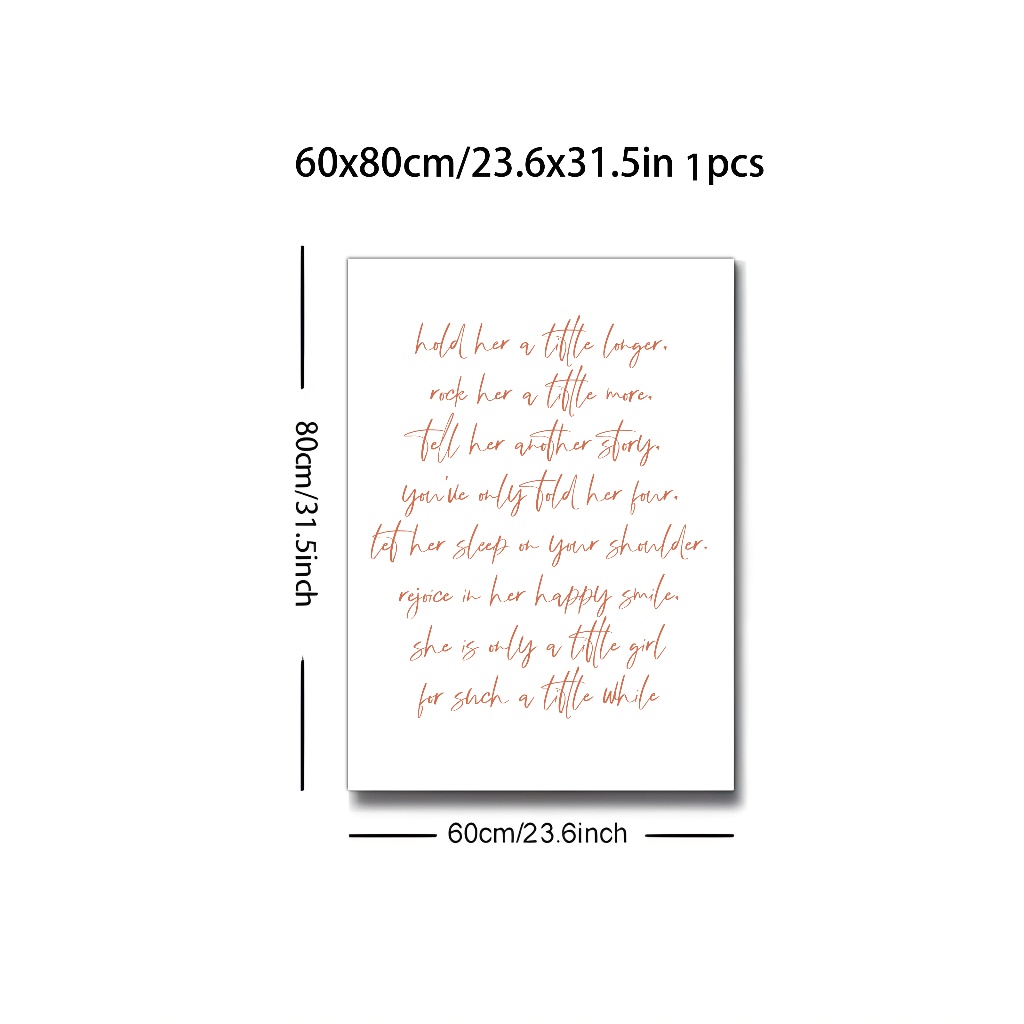 60x80cm/23.6x31.5in 1pcs
80cm/31.5inch
hold her a little longer.
rock her a little more.
tell her another story.
you've only told her four.
let her sleep on your shoulder.
rejoice in her happy smile.
she is only a little girl
for such a little while
60cm/23.6inch